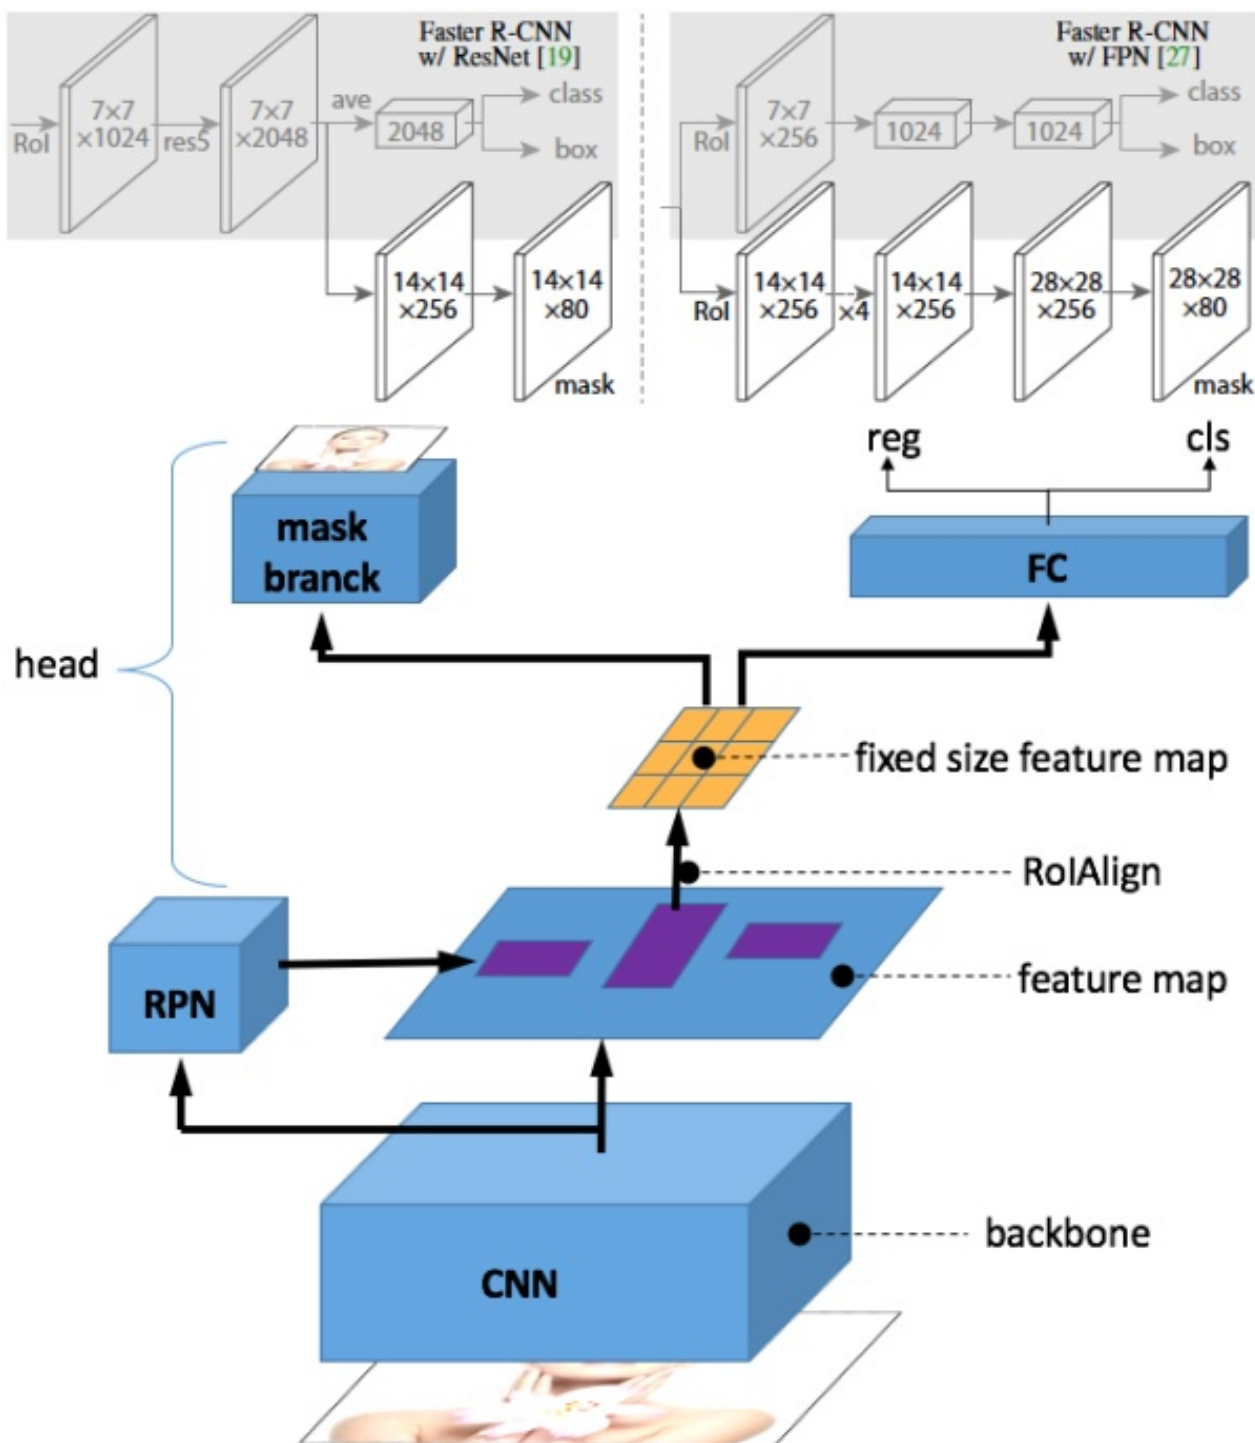 Faster R-CNN
w/ ResNet [19]
RoI
7×7
×1024
res5
7×7
×2048
ave
2048
class
box
14×14
×256
14×14
×80
mask
Faster R-CNN
w/ FPN [27]
RoI
7×7
×256
1024
1024
class
box
RoI
14×14
×256
×4
14×14
×256
28×28
×256
28×28
×80
mask
reg
cls
mask
branck
FC
head
fixed size feature map
RoIAlign
RPN
feature map
backbone
CNN